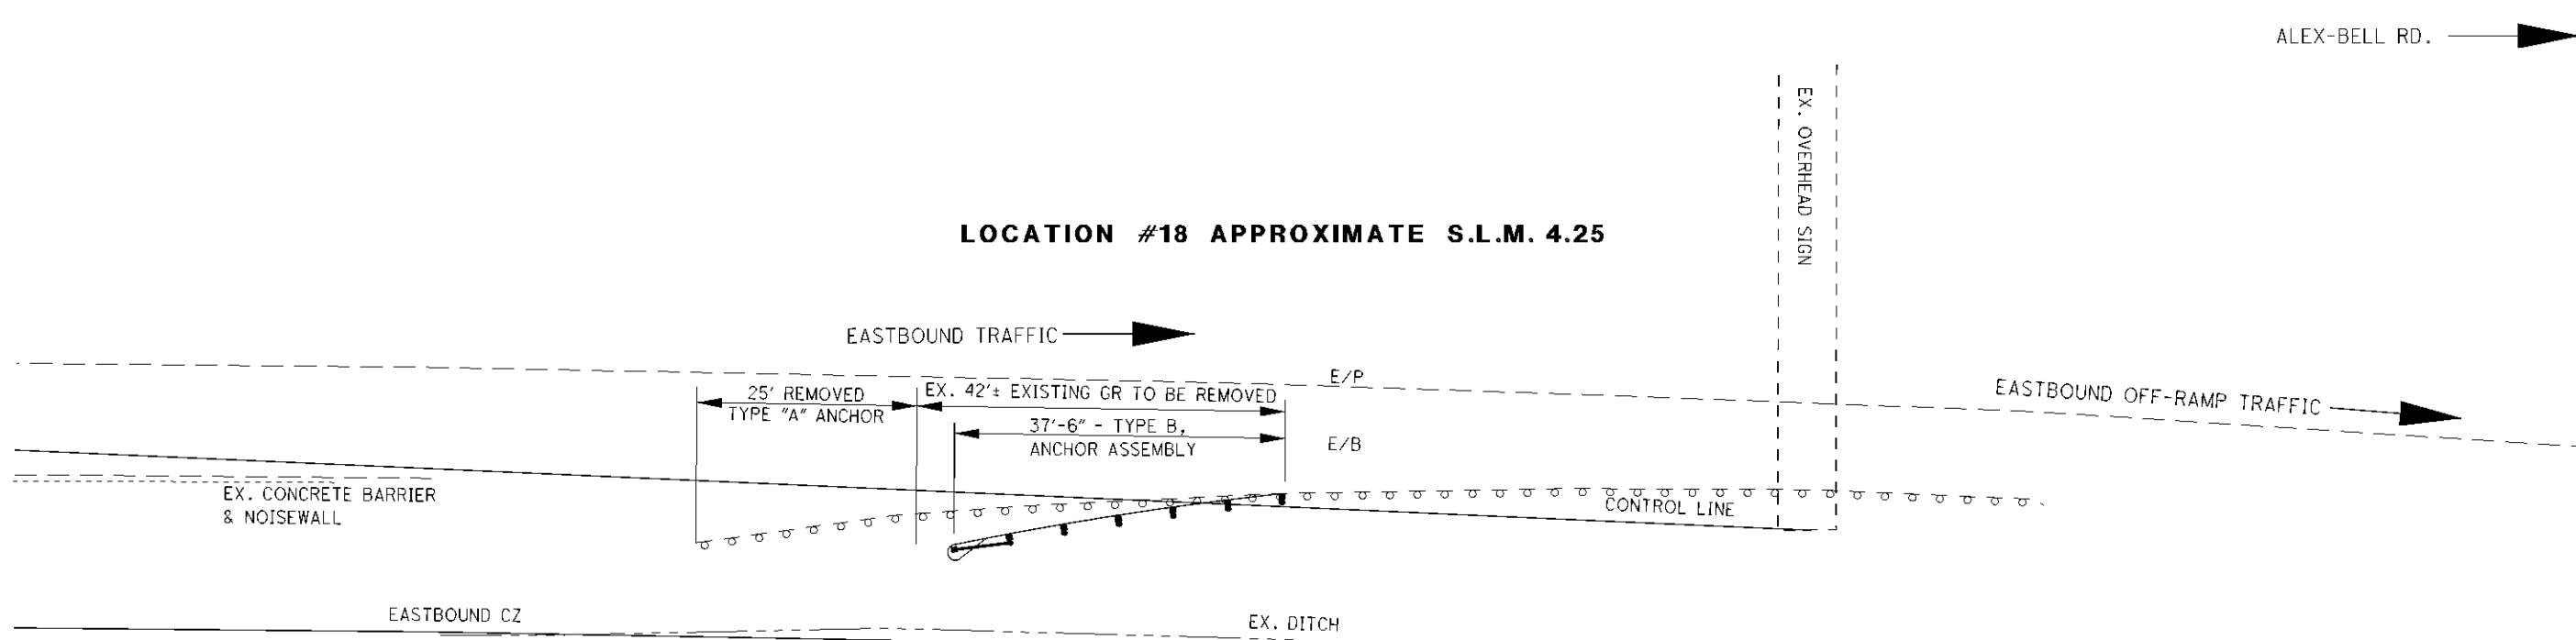 ALEX-BELL RD.
EX. OVERHEAD SIGN
LOCATION #18 APPROXIMATE S.L.M. 4.25
EASTBOUND TRAFFIC
E/P
25' REMOVED
TYPE "A" ANCHOR
EX. 42'± EXISTING GR TO BE REMOVED
37'-6" - TYPE B,
ANCHOR ASSEMBLY
E/B
EASTBOUND OFF-RAMP TRAFFIC
EX. CONCRETE BARRIER
& NOISEWALL
CONTROL LINE
EASTBOUND CZ
EX. DITCH